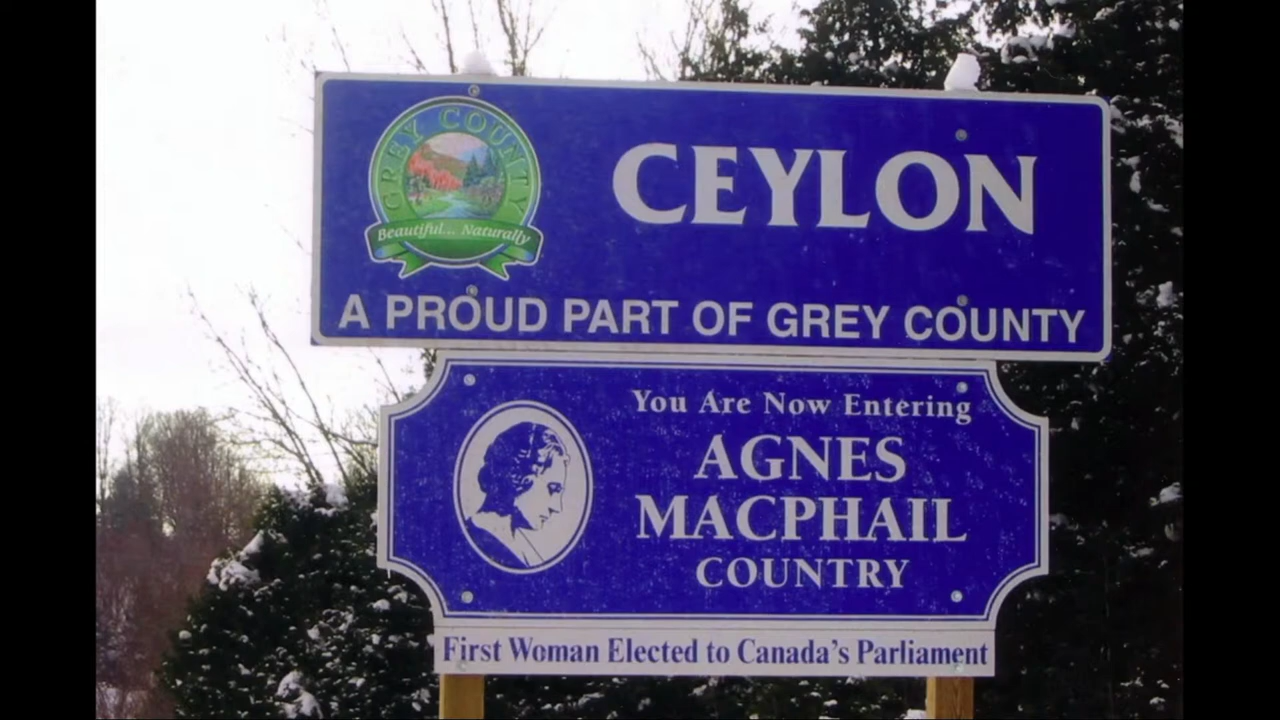 GREY COUNTY
Beautiful... Naturally
CEYLON
A PROUD PART OF GREY COUNTY
You Are Now Entering
AGNES
MACPHAIL
COUNTRY
First Woman Elected to Canada's Parliament